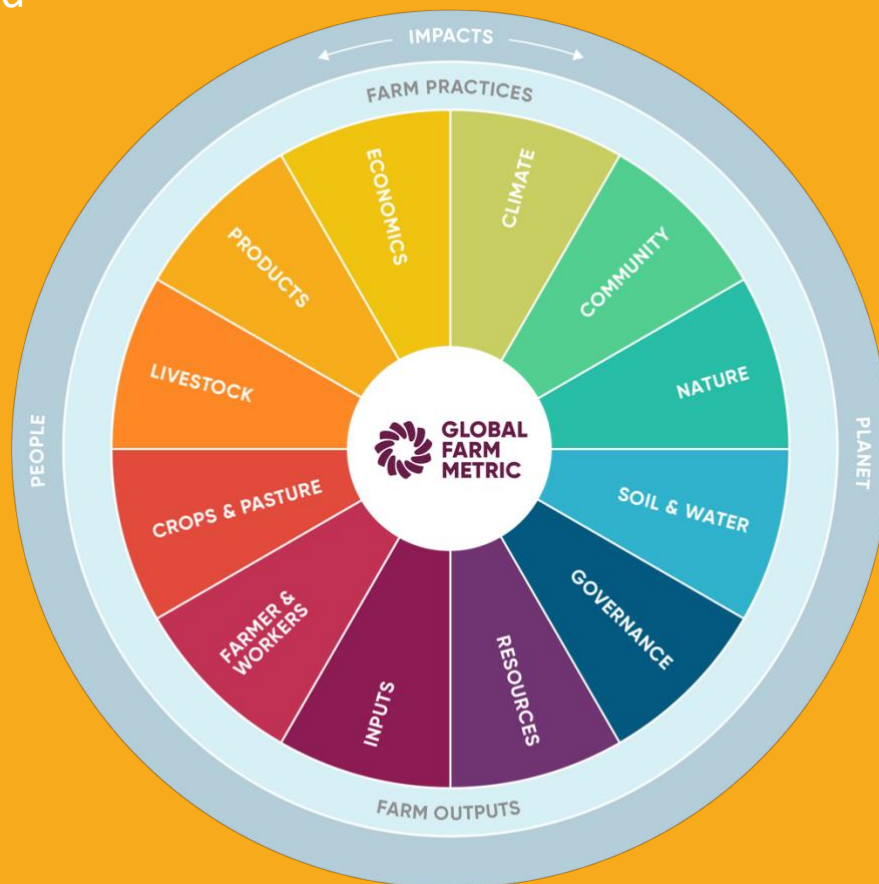 IMPACTS
FARM PRACTICES
ECONOMICS
CLIMATE
COMMUNITY
NATURE
SOIL & WATER
GOVERNANCE
RESOURCES
INPUTS
FARMER &
WORKERS
CROPS & PASTURE
LIVESTOCK
PRODUCTS
GLOBAL
FARM
METRIC
PEOPLE
PLANET
FARM OUTPUTS